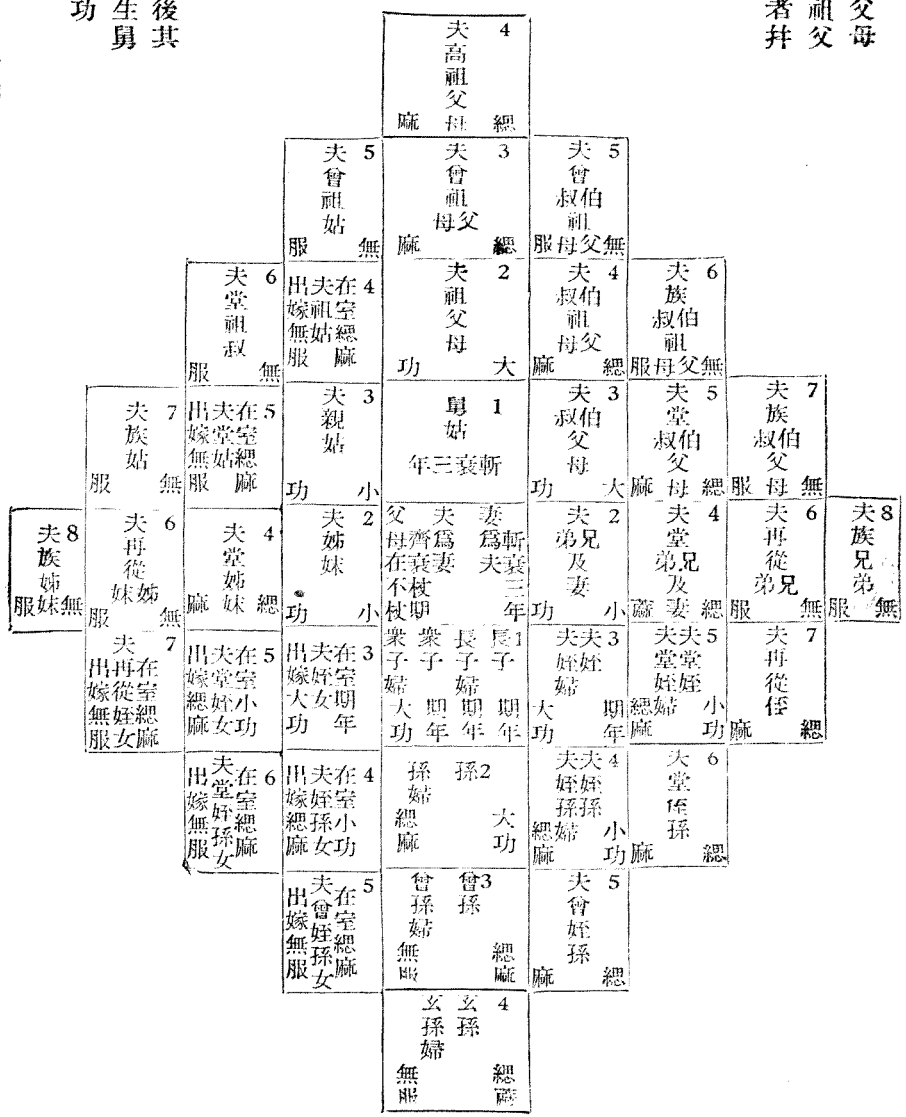 父母
祖父
者幷
後其
生舅
功
4
夫高祖父母
緦麻
5
夫曾伯叔祖父母
無服
3
夫曾祖父母
緦麻
5
夫曾祖姑
無服
6
夫族伯叔祖父母
無服
4
夫伯叔祖父母
緦麻
2
夫祖父母
大功
4
在室緦麻
夫祖姑
出嫁無服
6
夫堂祖叔
無服
7
夫族伯叔父母
無服
5
夫堂伯叔父母
緦麻
3
夫伯叔父母
大功
1
舅姑
斬衰三年
3
夫親姑
小功
5
在室緦麻
夫堂姑
出嫁無服
7
夫族姑
無服
8
夫族兄弟
無服
6
夫再從兄弟
無服
4
夫堂兄弟及妻
緦麻
2
夫兄弟及妻
小功
妻爲夫
斬衰三年
夫爲妻
齊衰杖期
父母在不杖
2
夫姊妹
小功
4
夫堂姊妹
緦麻
6
夫再從姊妹
無服
8
夫族姊妹
無服
7
夫再從侄
緦麻
5
夫堂姪
小功
夫堂姪婦
緦麻
3
夫姪
期年
夫姪婦
大功
1
長子
期年
長子婦
期年
衆子
期年
衆子婦
大功
3
在室期年
夫姪女
出嫁大功
5
在室小功
夫堂姪女
出嫁緦麻
7
在室緦麻
夫再從姪女
出嫁無服
6
夫堂侄孫
緦麻
4
夫姪孫
小功
夫姪孫婦
緦麻
2
孫
大功
孫婦
緦麻
4
在室小功
夫姪孫女
出嫁緦麻
6
在室緦麻
夫堂姪孫女
出嫁無服
5
夫曾姪孫
緦麻
3
曾孫
緦麻
曾孫婦
無服
5
在室緦麻
夫曾姪孫女
出嫁無服
4
玄孫
緦麻
玄孫婦
無服